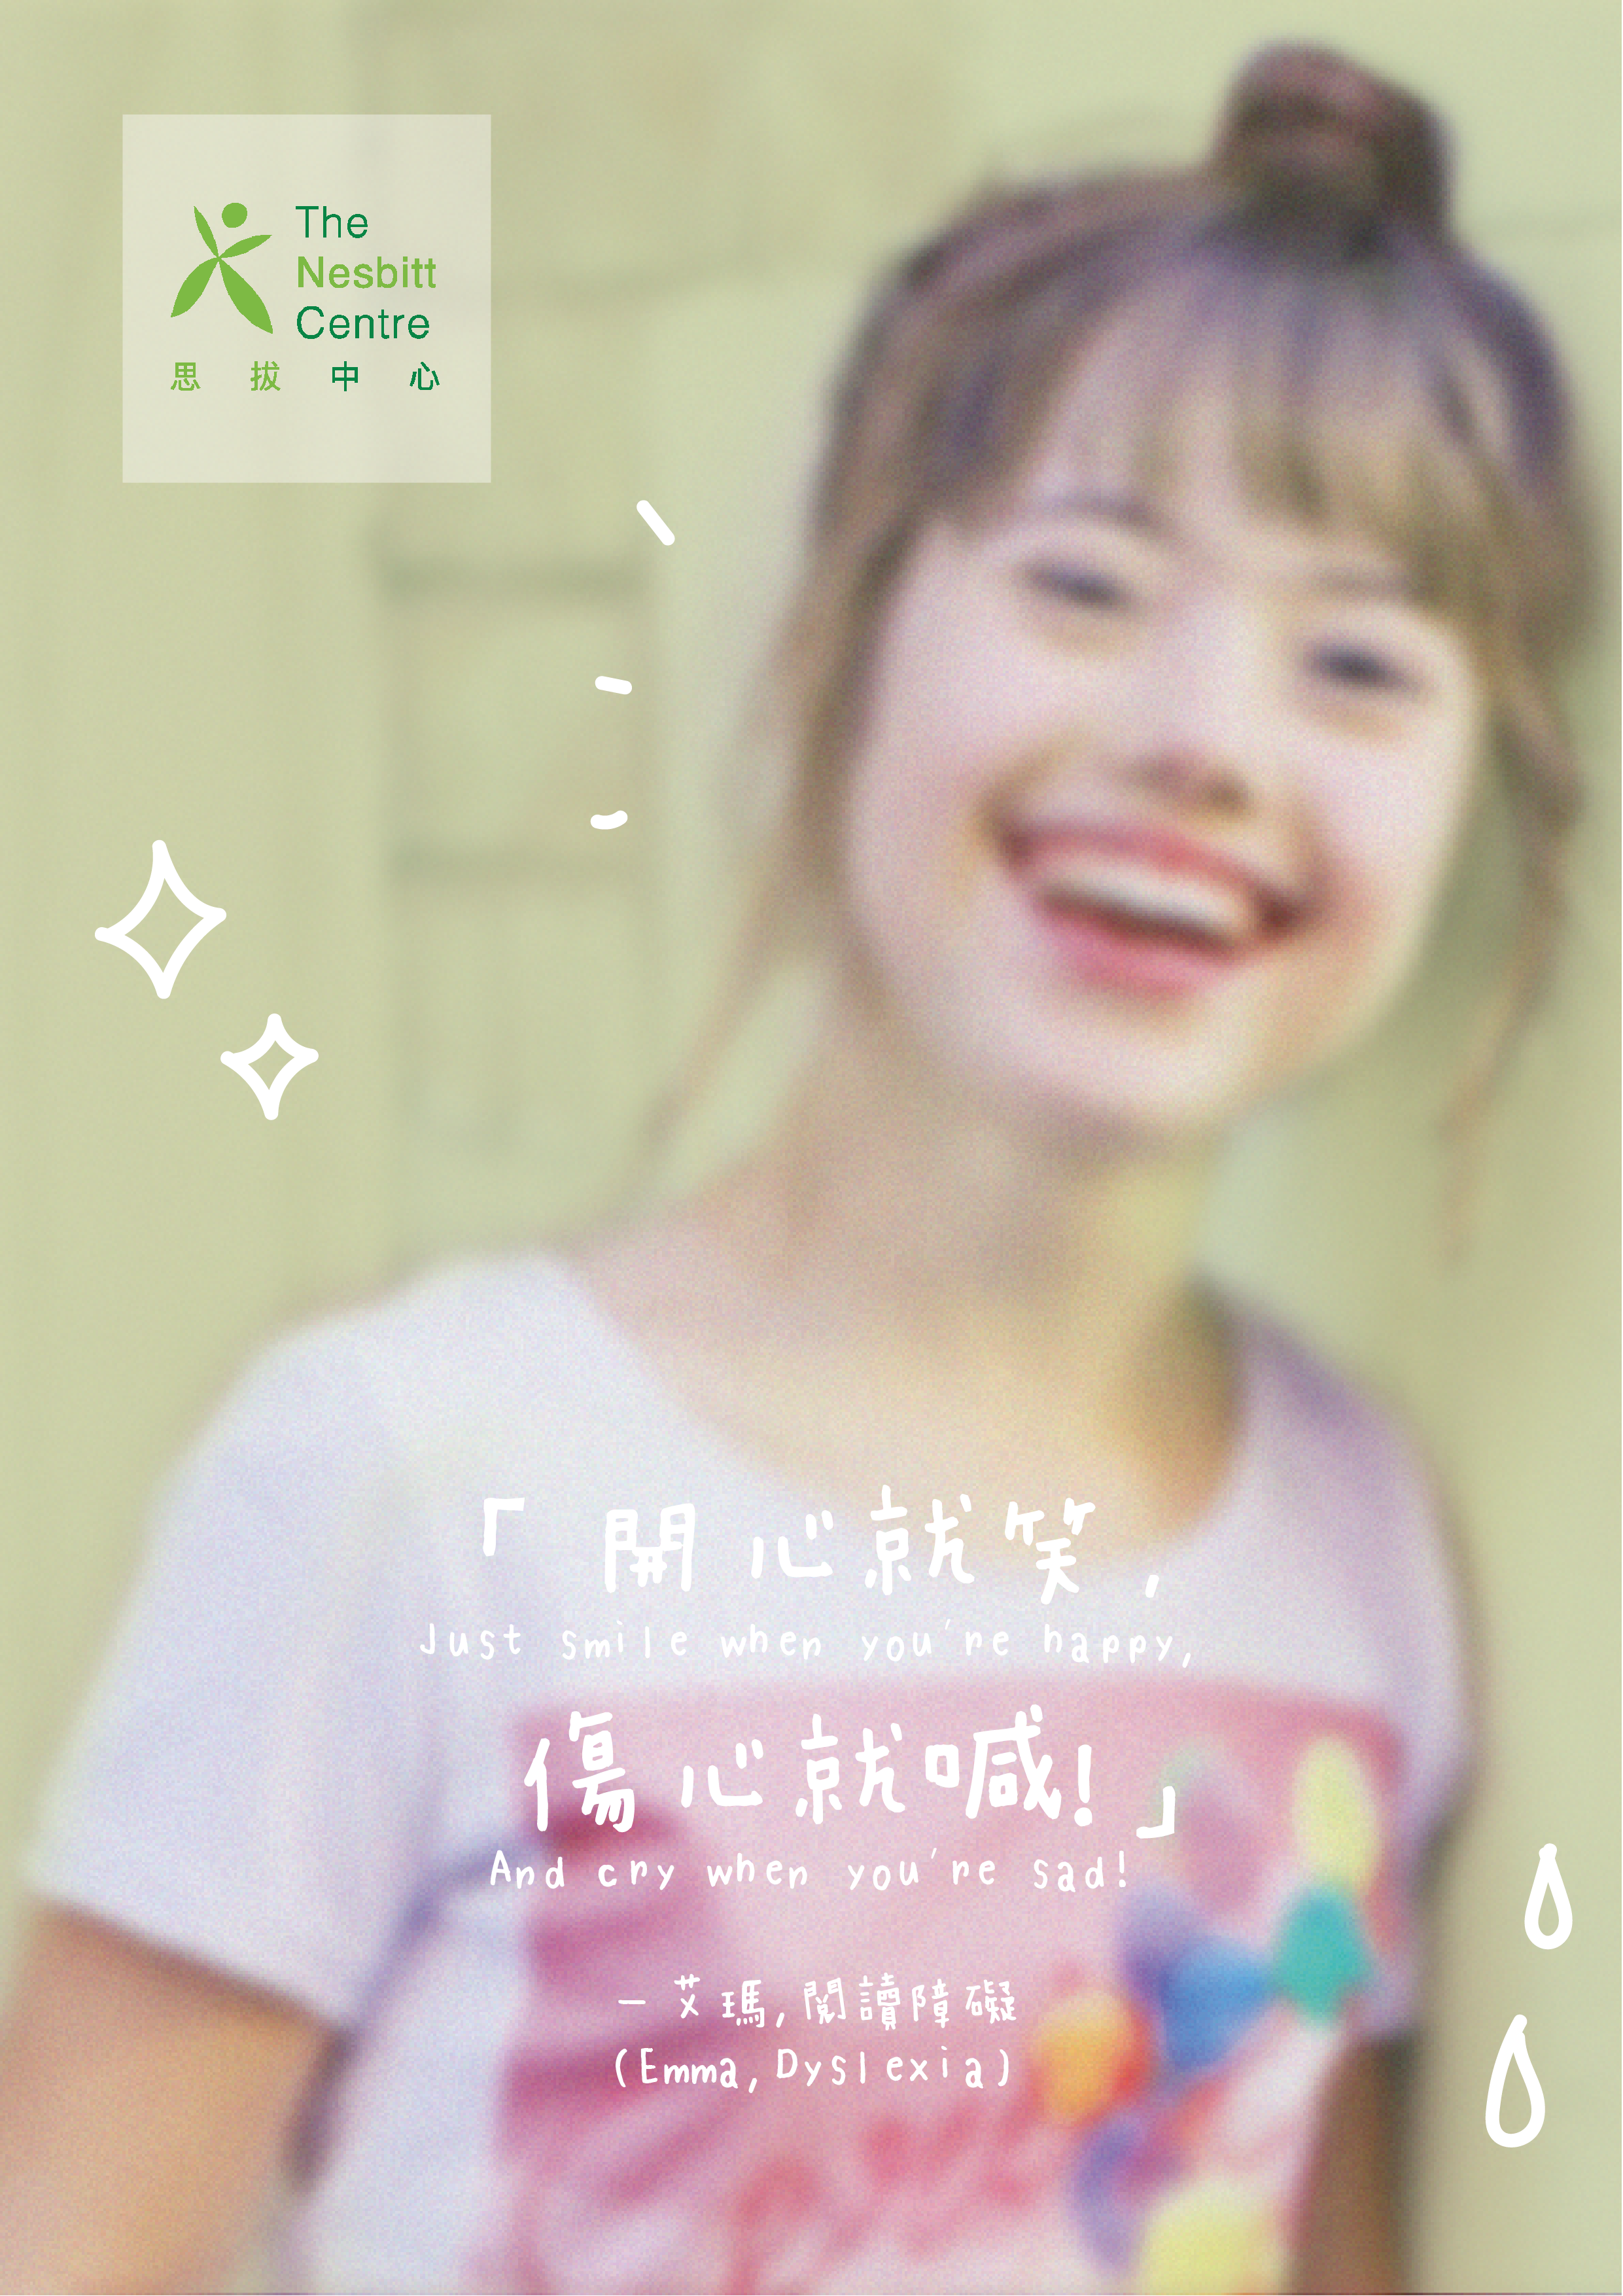 The
Nesbitt
Centre
思拔中心
「開心就笑，
Just smile when you're happy,
傷心就喊!」
And cry when you're sad!
—艾瑪,閱讀障礙
(Emma, Dyslexia)